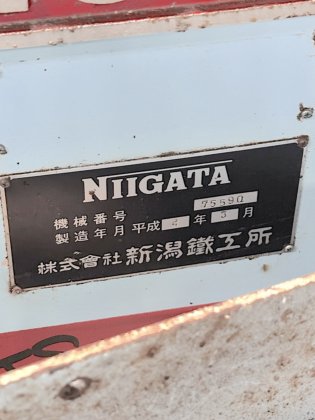 NIIGATA
機械番号 75590
製造年月 平成 2 年 3 月
株式會社 新潟鐵工所